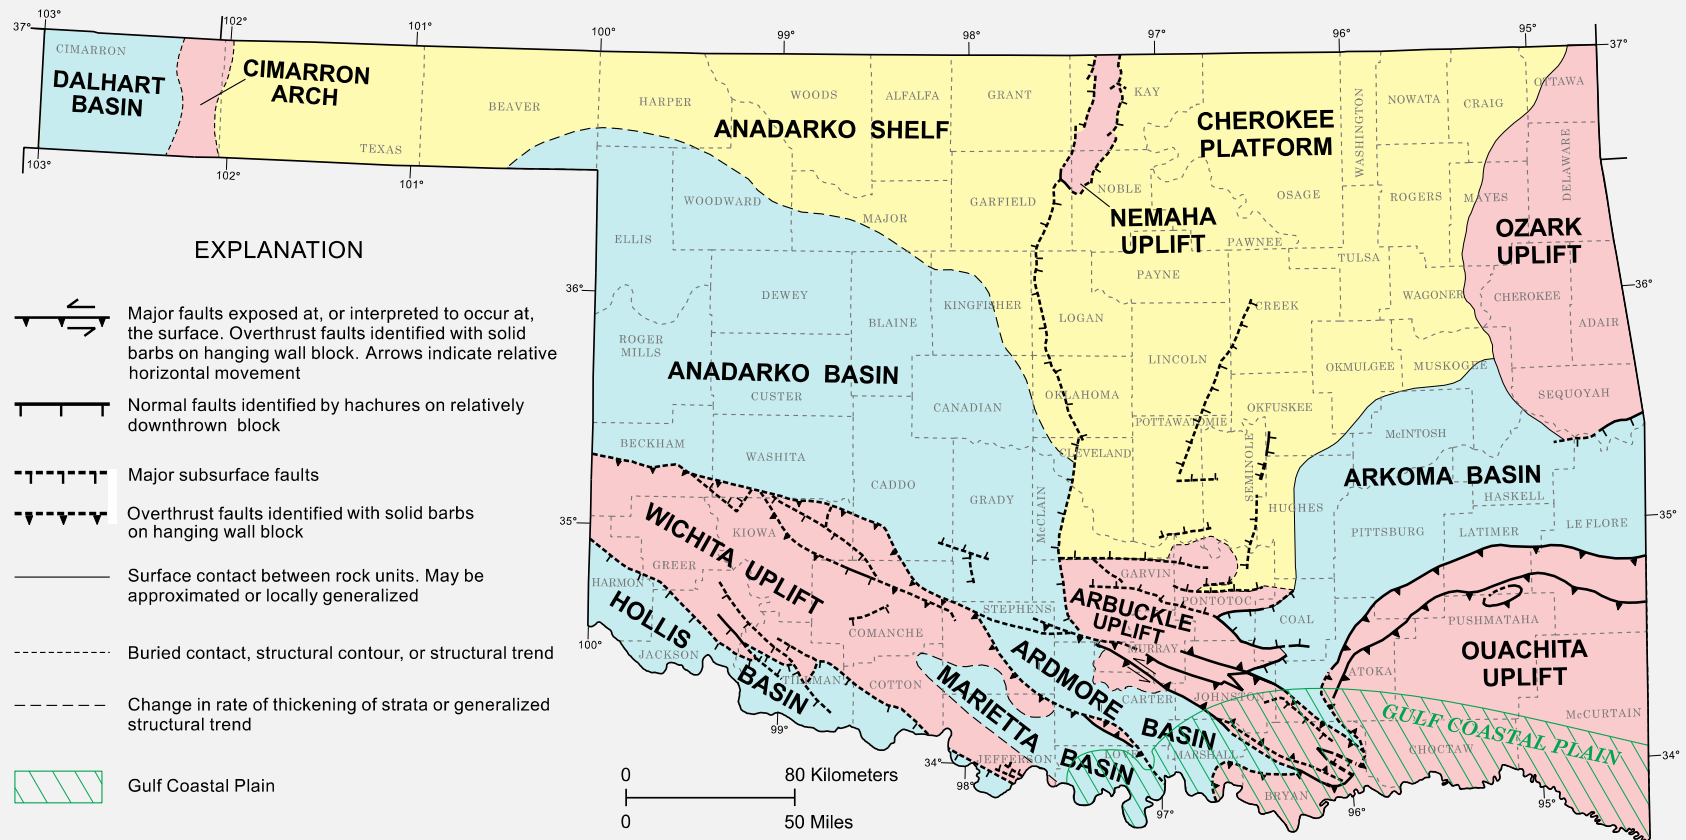 103°
102°
101°
100°
99°
98°
97°
96°
95°
37°
37°
CIMARRON
DALHART
BASIN
CIMARRON
ARCH
BEAVER
HARPER
WOODS
ALFALFA
GRANT
KAY
WASHINGTON
NOWATA
CRAIG
OTTAWA
ANADARKO SHELF
CHEROKEE
PLATFORM
TEXAS
103°
102°
101°
WOODWARD
MAJOR
GARFIELD
NOBLE
OSAGE
ROGERS
MAYES
DELAWARE
NEMAHA
UPLIFT
OZARK
UPLIFT
ELLIS
PAWNEE
PAYNE
TULSA
EXPLANATION
36°
36°
DEWEY
KINGFISHER
BLAINE
LOGAN
CREEK
WAGONER
CHEROKEE
ADAIR
Major faults exposed at, or interpreted to occur at,
the surface. Overthrust faults identified with solid
barbs on hanging wall block. Arrows indicate relative
horizontal movement
ROGER
MILLS
LINCOLN
OKMULGEE
MUSKOGEE
ANADARKO BASIN
CUSTER
CANADIAN
OKLAHOMA
OKFUSKEE
SEQUOYAH
Normal faults identified by hachures on relatively
downthrown block
POTTAWATOMIE
McINTOSH
BECKHAM
WASHITA
CLEVELAND
SEMINOLE
ARKOMA BASIN
Major subsurface faults
CADDO
GRADY
McCLAIN
HUGHES
HASKELL
Overthrust faults identified with solid barbs
on hanging wall block
35°
35°
KIOWA
PITTSBURG
LATIMER
LE FLORE
WICHITA UPLIFT
GREER
GARVIN
HARMON
Surface contact between rock units. May be
approximated or locally generalized
HOLLIS
BASIN
STEPHENS
ARBUCKLE
UPLIFT
PONTOTOC
COAL
PUSHMATAHA
100°
COMANCHE
MURRAY
OUACHITA
UPLIFT
Buried contact, structural contour, or structural trend
JACKSON
TILLMAN
COTTON
ARDMORE
BASIN
ATOKA
CARTER
JOHNSTON
McCURTAIN
Change in rate of thickening of strata or generalized
structural trend
MARIETTA
BASIN
GULF COASTAL PLAIN
99°
JEFFERSON
LOVE
MARSHALL
CHOCTAW
34°
34°
Gulf Coastal Plain
0
80 Kilometers
0
50 Miles
98°
BRYAN
97°
96°
95°